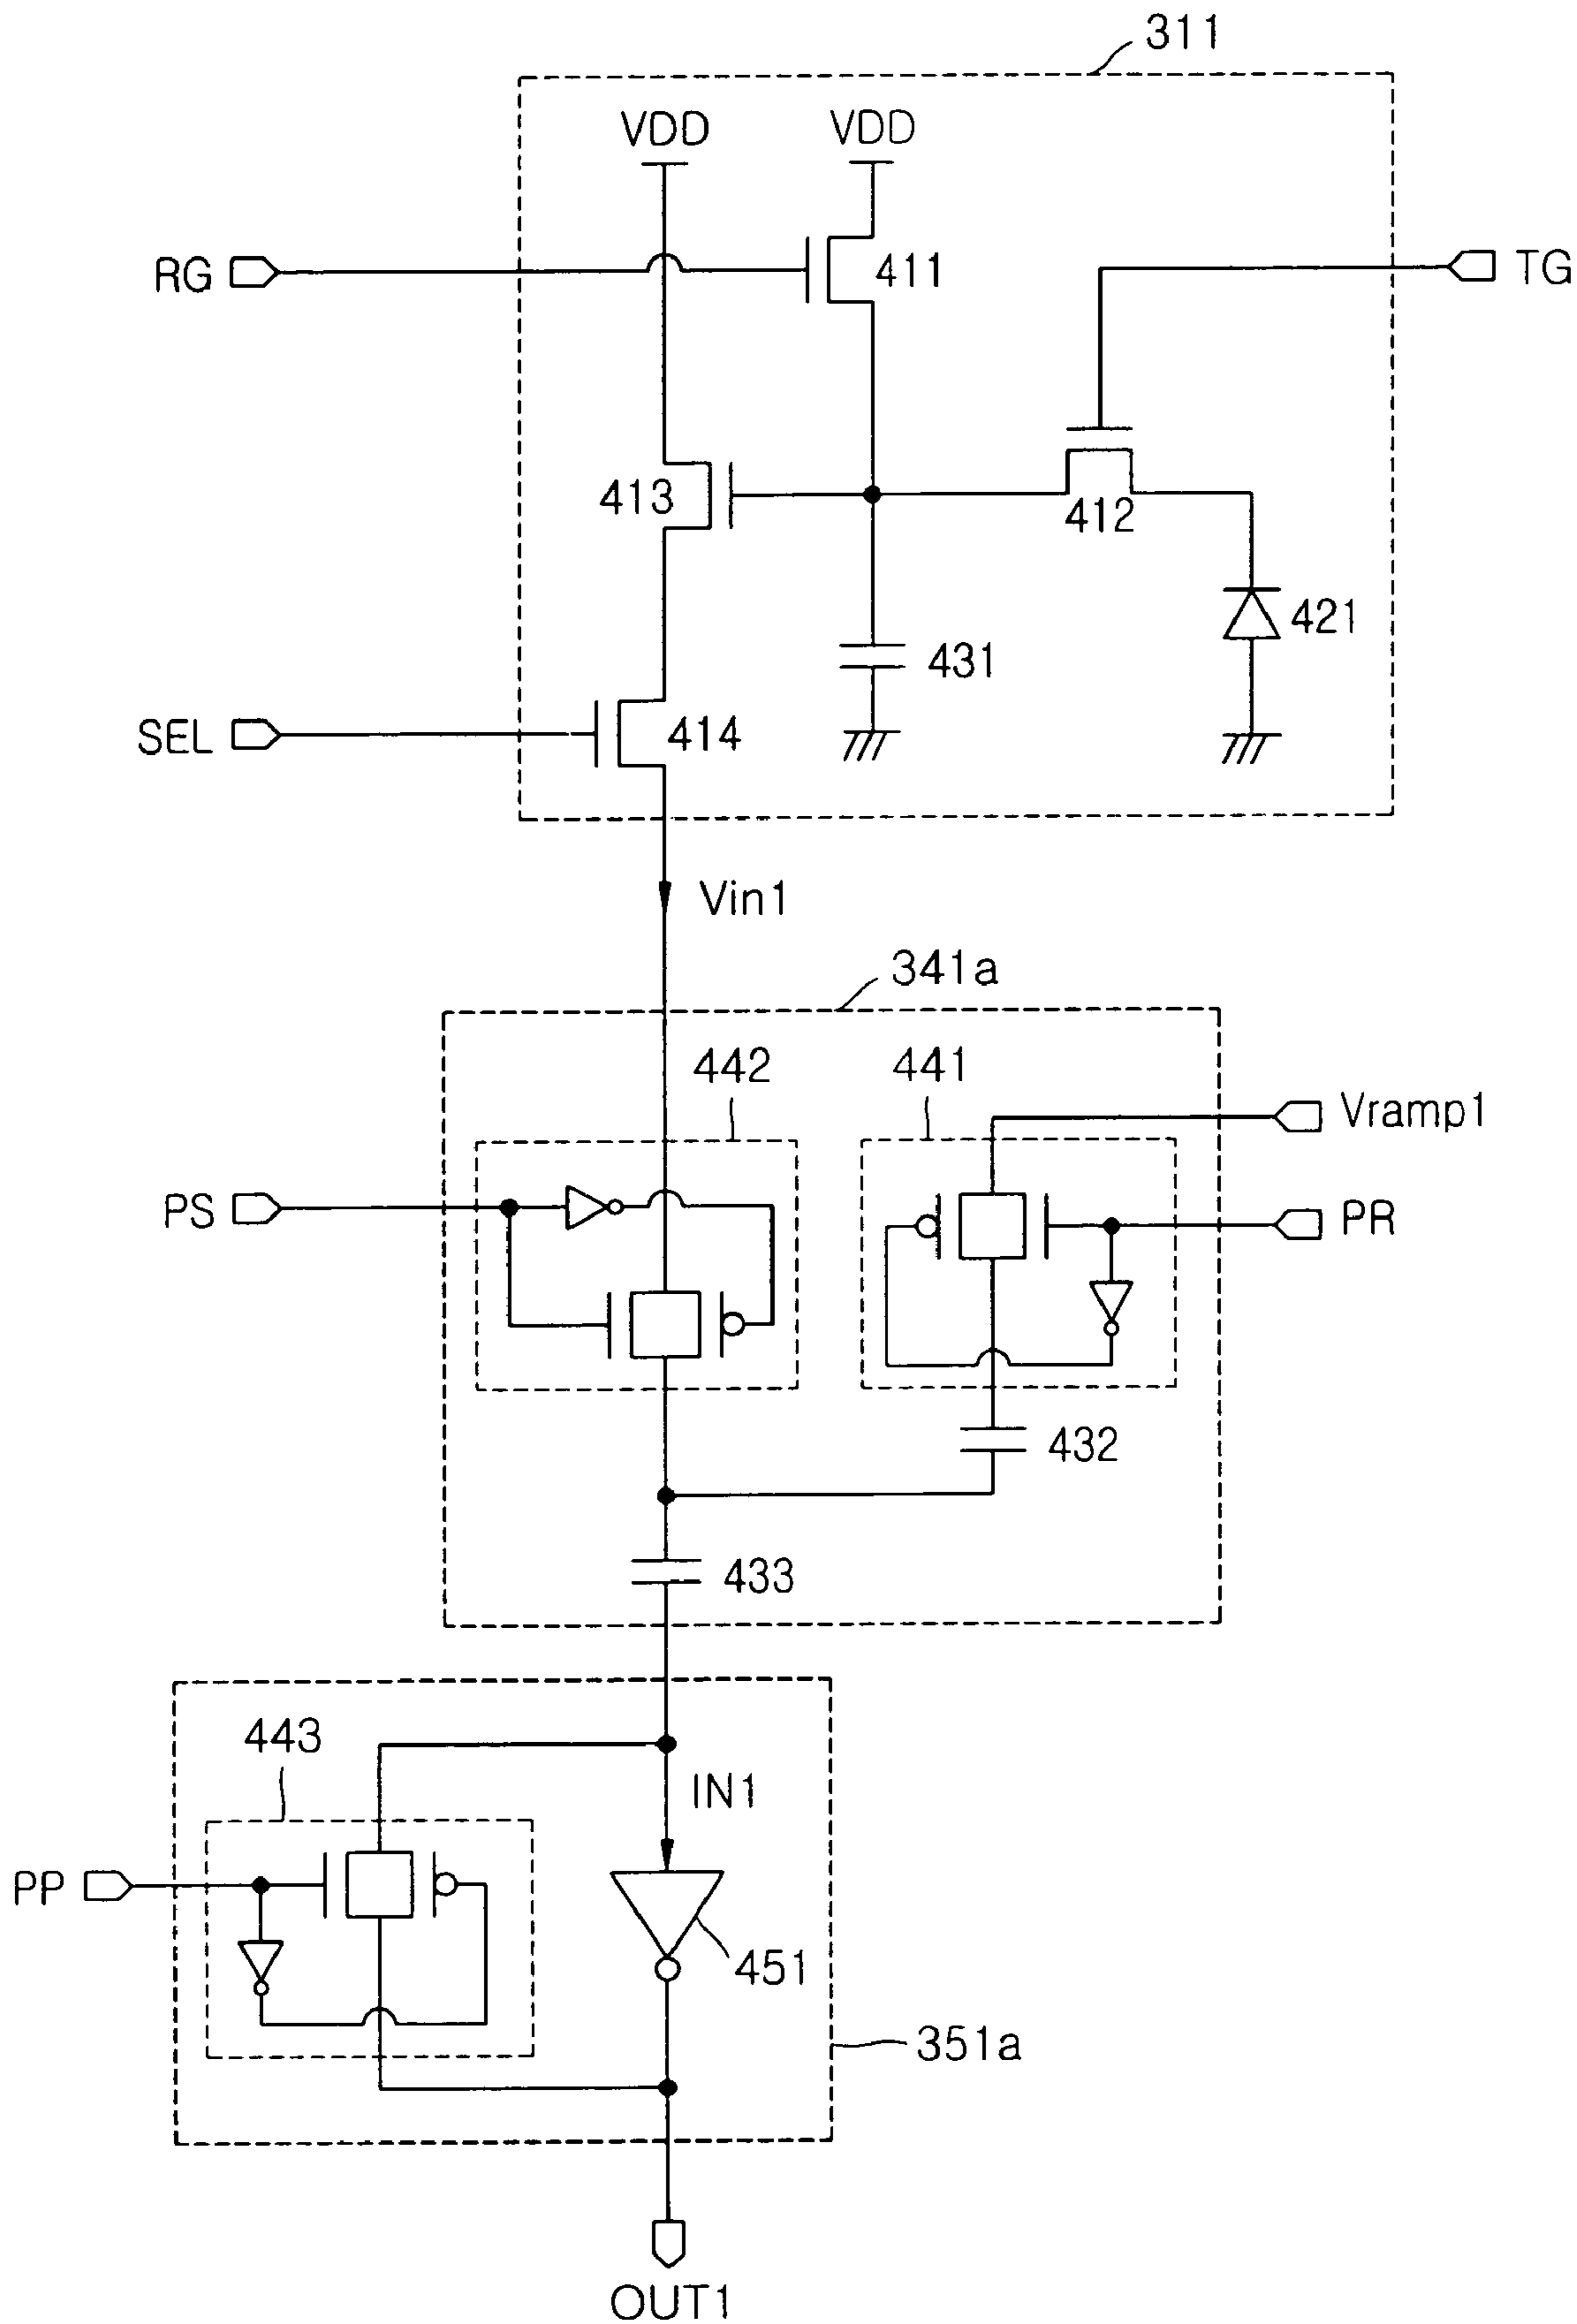 311
VDD
VDD
RG
411
TG
413
412
421
431
SEL
414
Vin1
341a
442
441
Vramp1
PS
PR
432
433
443
IN1
PP
451
351a
OUT1